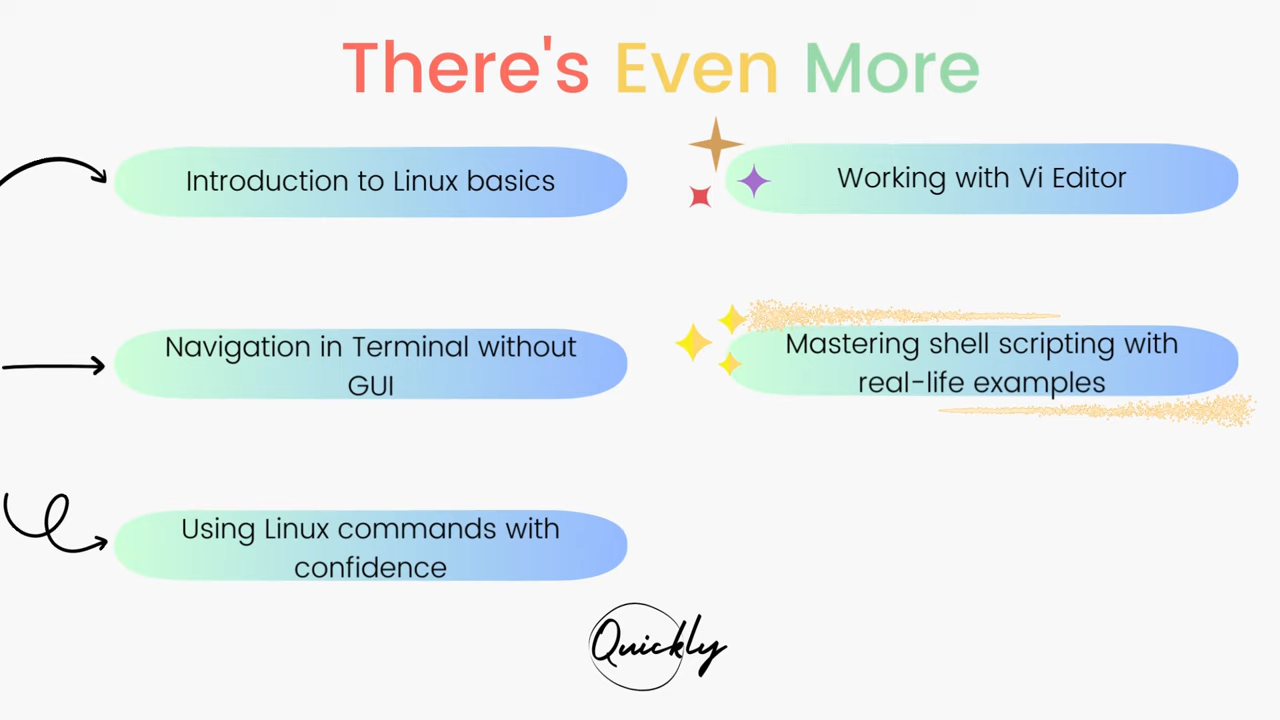 There's Even More
Introduction to Linux basics
Navigation in Terminal without
GUI
Using Linux commands with
confidence
Working with Vi Editor
Mastering shell scripting with
real-life examples
Quickly